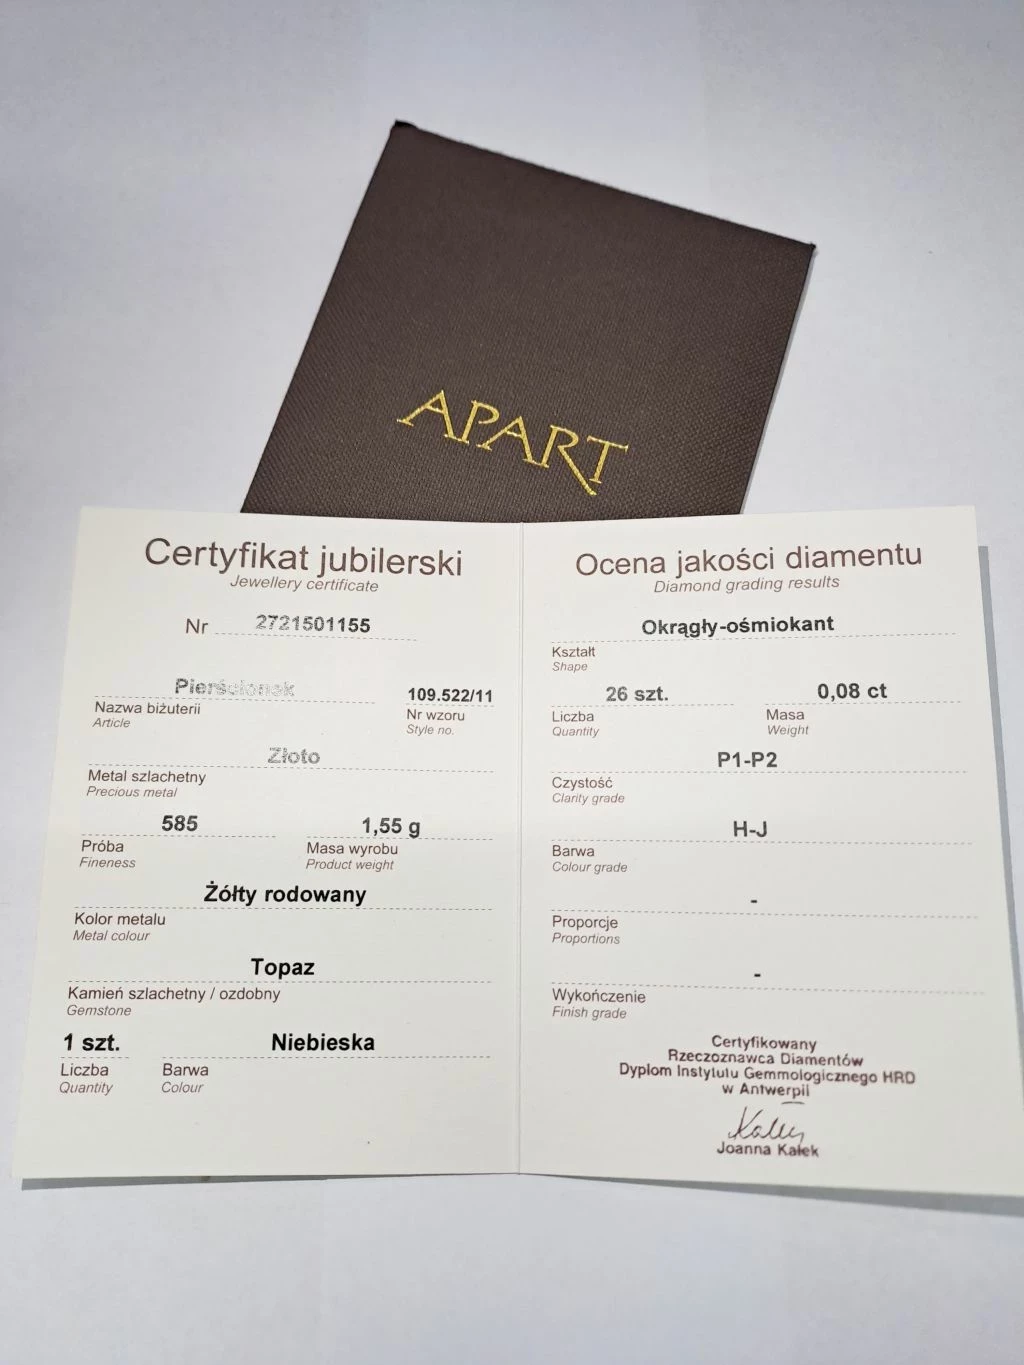 APART
Certyfikat jubilerski
Jewellery certificate
Nr 2721501155
Pierścionek 109.522/11
Nazwa biżuterii Nr wzoru
Article Style no.
Złoto
Metal szlachetny
Precious metal
585 1,55 g
Próba Masa wyrobu
Fineness Product weight
Żółty rodowany
Kolor metalu
Metal colour
Topaz
Kamień szlachetny / ozdobny
Gemstone
1 szt. Niebieska
Liczba Barwa
Quantity Colour
Ocena jakości diamentu
Diamond grading results
Okrągły-ośmiokant
Kształt
Shape
26 szt. 0,08 ct
Liczba Masa
Quantity Weight
P1-P2
Czystość
Clarity grade
H-J
Barwa
Colour grade
-
Proporcje
Proportions
-
Wykończenie
Finish grade
Certyfikowany
Rzeczoznawca Diamentów
Dyplom Instytutu Gemmologicznego HRD
w Antwerpii
Joanna Kałek